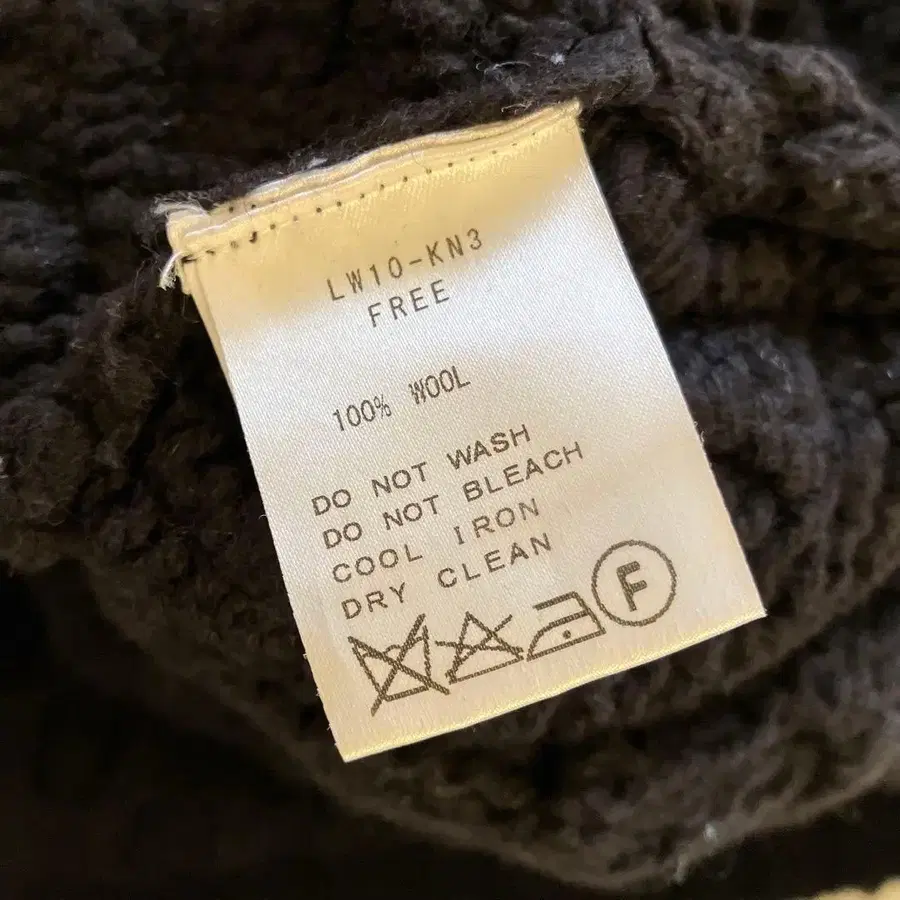 LW10-KN3
FREE
100% WOOL
DO NOT WASH
DO NOT BLEACH
COOL IRON
DRY CLEAN
F